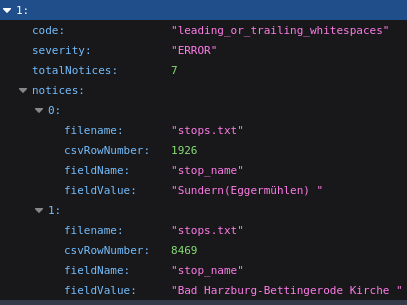 1:
code: "leading_or_trailing_whitespaces"
severity: "ERROR"
totalNotices: 7
notices:
0:
filename: "stops.txt"
csvRowNumber: 1926
fieldName: "stop_name"
fieldValue: "Sundern(Eggermühlen) "
1:
filename: "stops.txt"
csvRowNumber: 8469
fieldName: "stop_name"
fieldValue: "Bad Harzburg-Bettingerode Kirche "